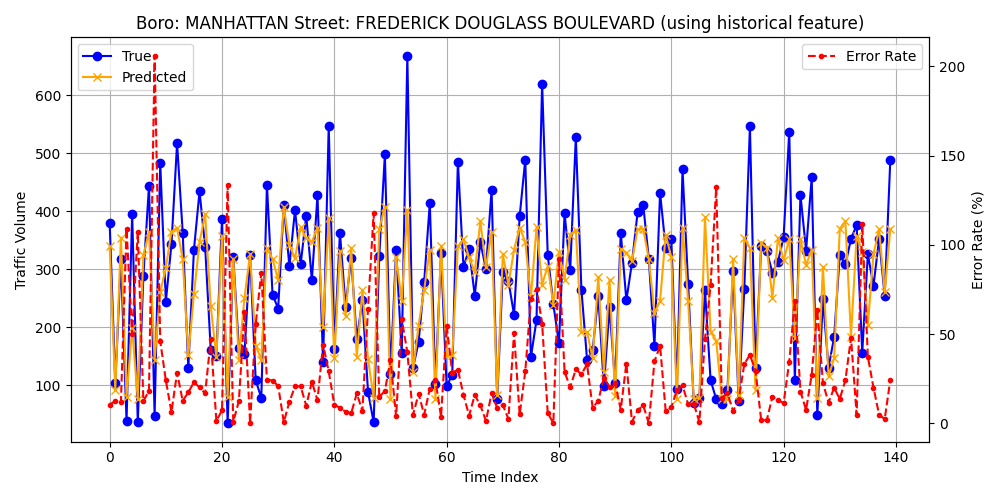 Boro: MANHATTAN Street: FREDERICK DOUGLASS BOULEVARD (using historical feature)
True
Predicted
Error Rate
600
500
400
300
200
100
Traffic Volume
200
150
100
50
0
Error Rate (%)
0 20 40 60 80 100 120 140
Time Index